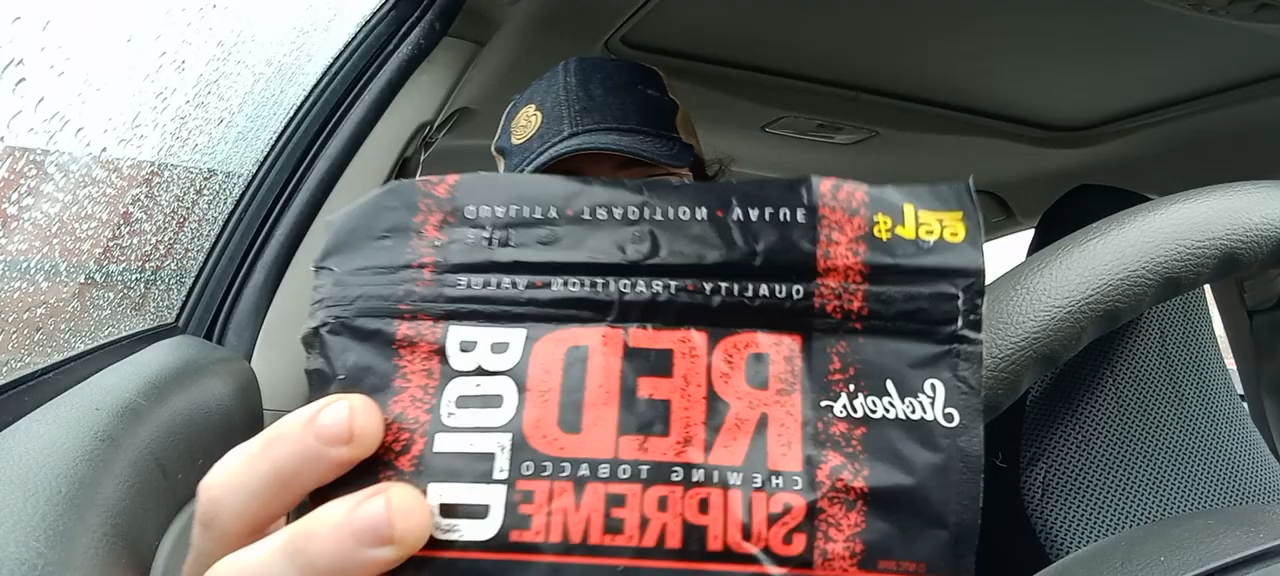 QUALITY · TRADITION · VALUE
QUALITY · TRADITION · VALUE
Stoker's
RED
CHEWING TOBACCO
SUPREME
BOLD